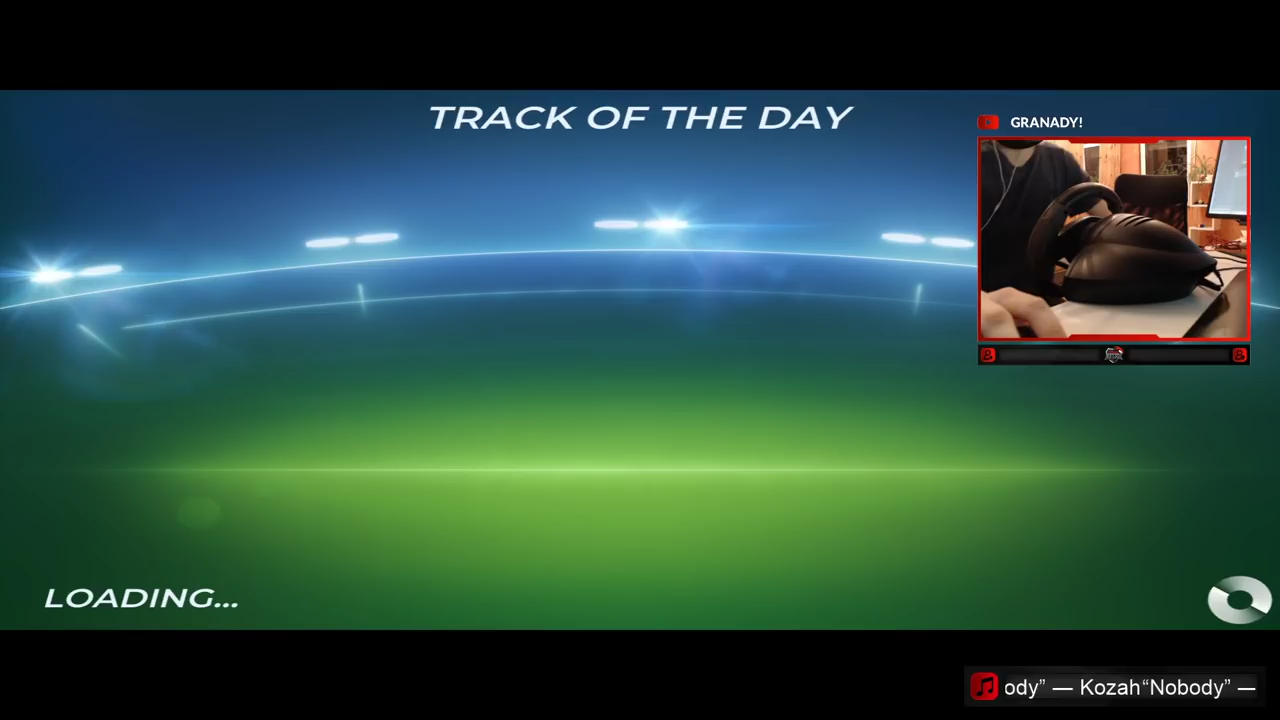 TRACK OF THE DAY
GRANADY!
LOADING...
ody” — Kozah“Nobody” —